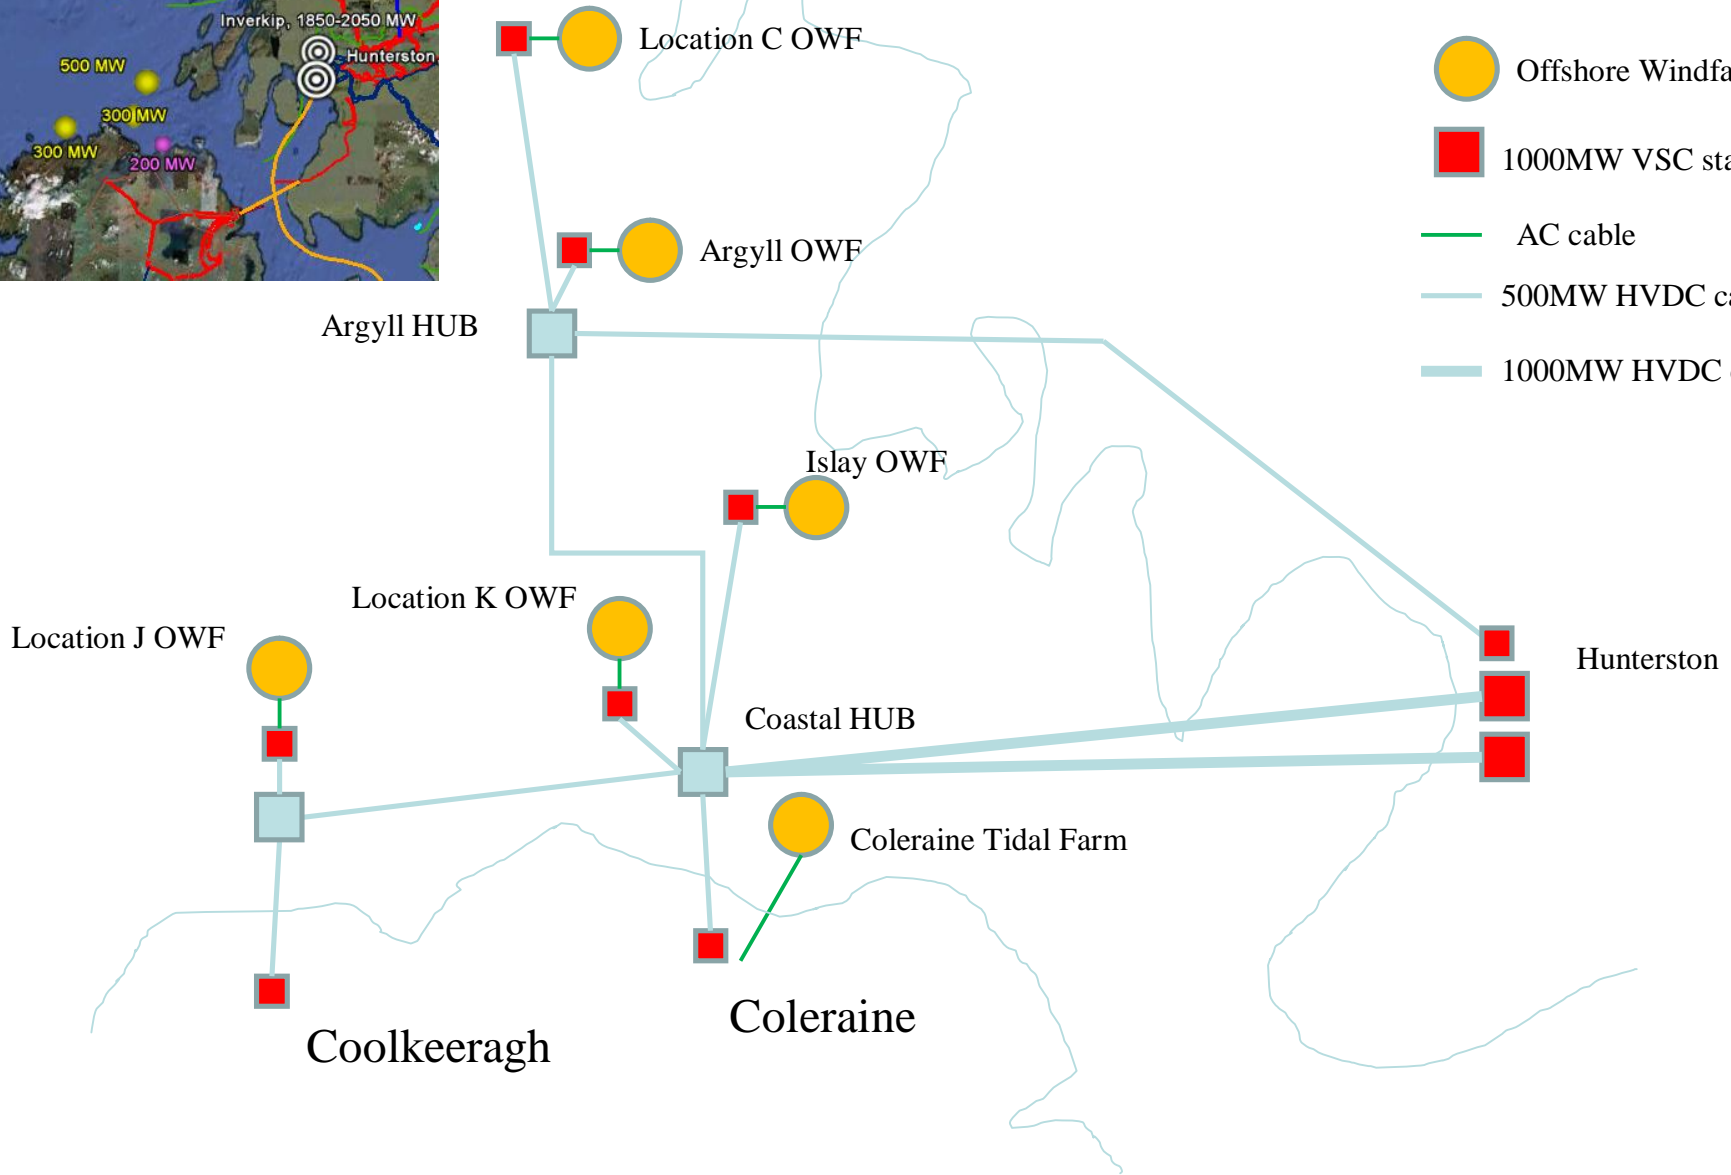 Inverkip, 1850-2050 MW
Hunterston
500 MW
300 MW
300 MW
200 MW
Location C OWF
Offshore Windfa
1000MW VSC sta
Argyll OWF
AC cable
500MW HVDC ca
Argyll HUB
1000MW HVDC
Islay OWF
Location K OWF
Location J OWF
Hunterston
Coastal HUB
Coleraine Tidal Farm
Coleraine
Coolkeeragh